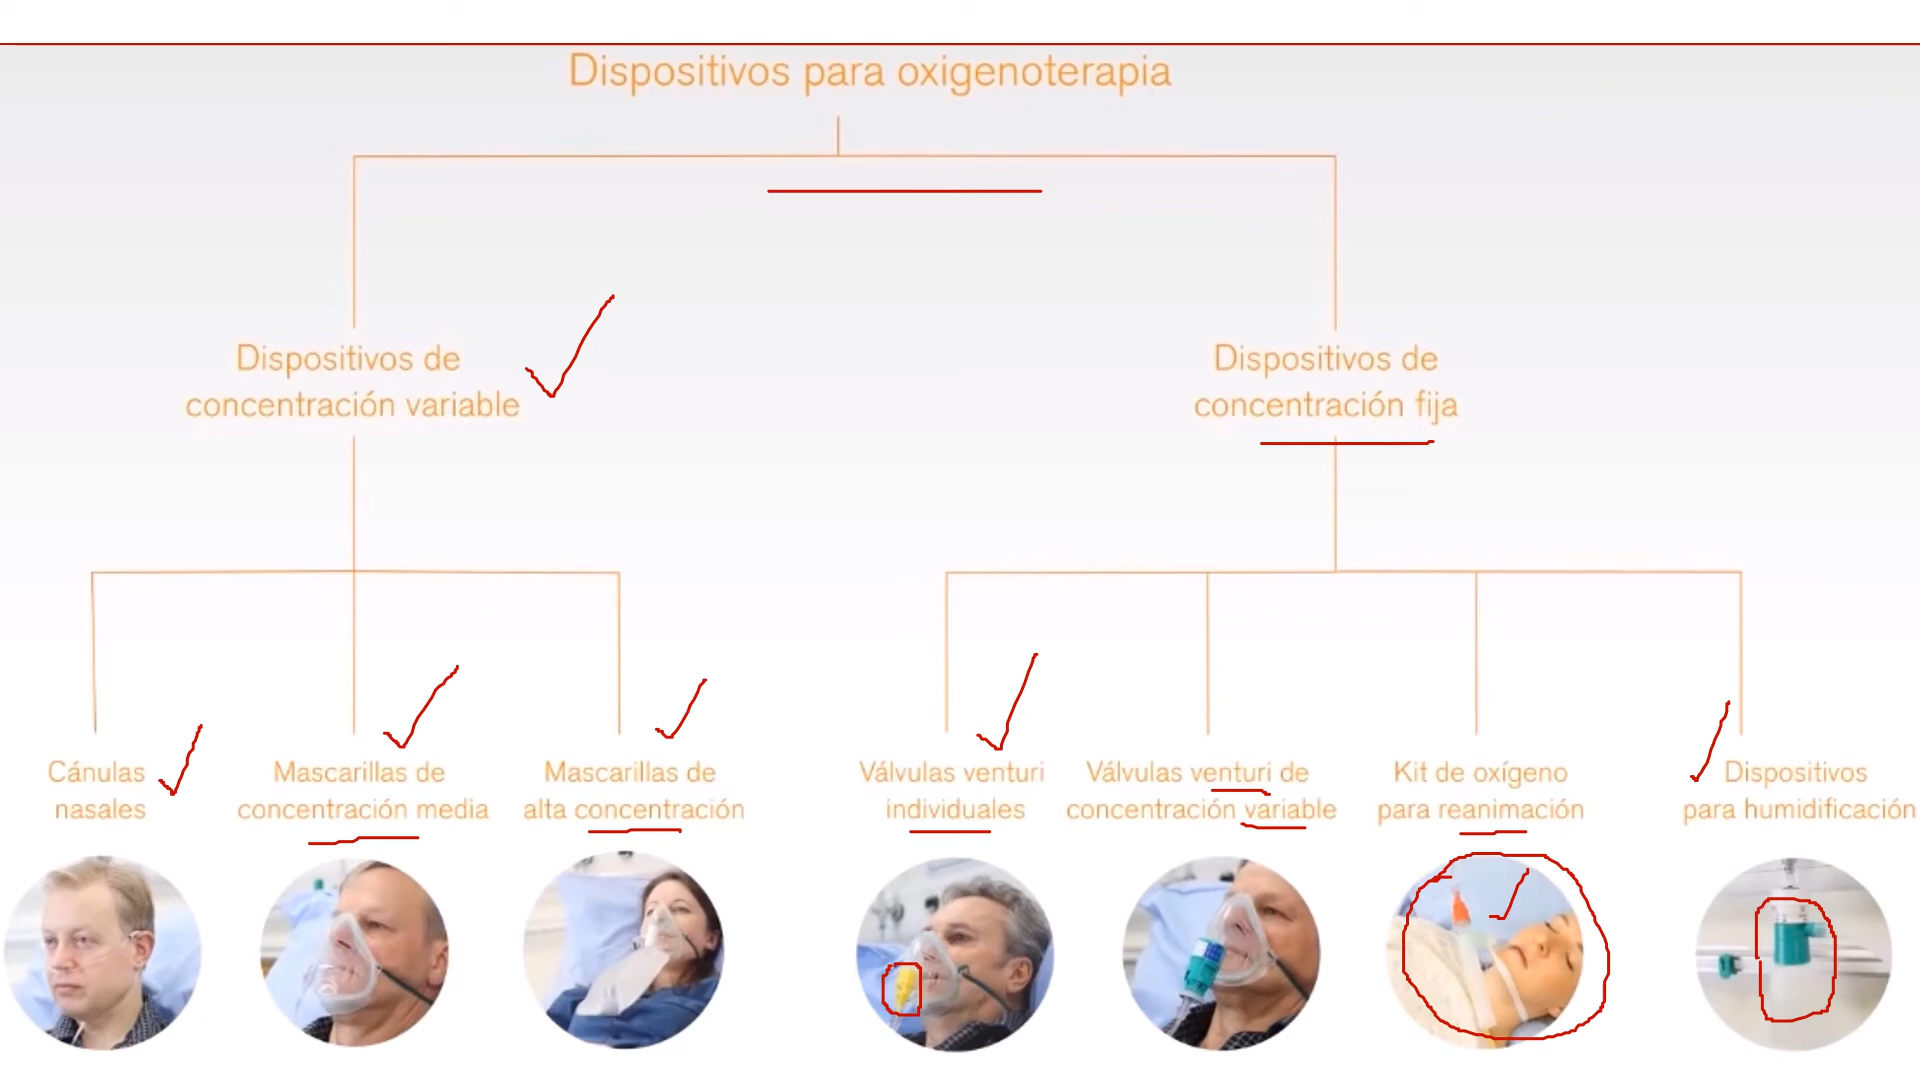 Dispositivos para oxigenoterapia
Dispositivos de
concentración variable
Dispositivos de
concentración fija
Cánulas
nasales
Mascarillas de
concentración media
Mascarillas de
alta concentración
Válvulas venturi
individuales
Válvulas venturi de
concentración variable
Kit de oxígeno
para reanimación
Dispositivos
para humidificación